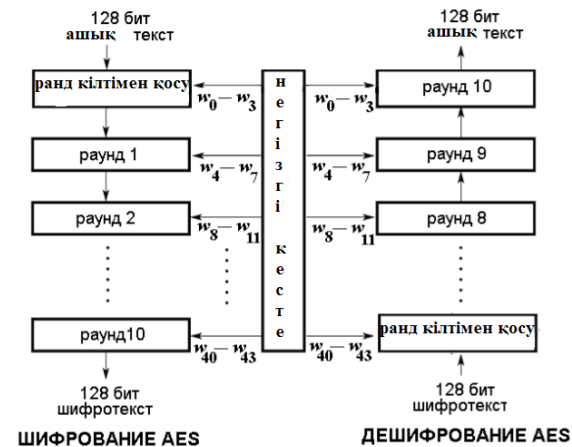 128 бит
ашық текст
ранд кілтімен қосу
раунд 1
раунд 2
раунд10
128 бит
шифротекст
ШИФРОВАНИЕ AES
w0 — w3
w4 — w7
w8 — w11
w40 — w43
негізгі кесте
w0 — w3
w4 — w7
w8 — w11
w40 — w43
128 бит
ашық текст
раунд 10
раунд 9
раунд 8
ранд кілтімен қосу
128 бит
шифротекст
ДЕШИФРОВАНИЕ AES